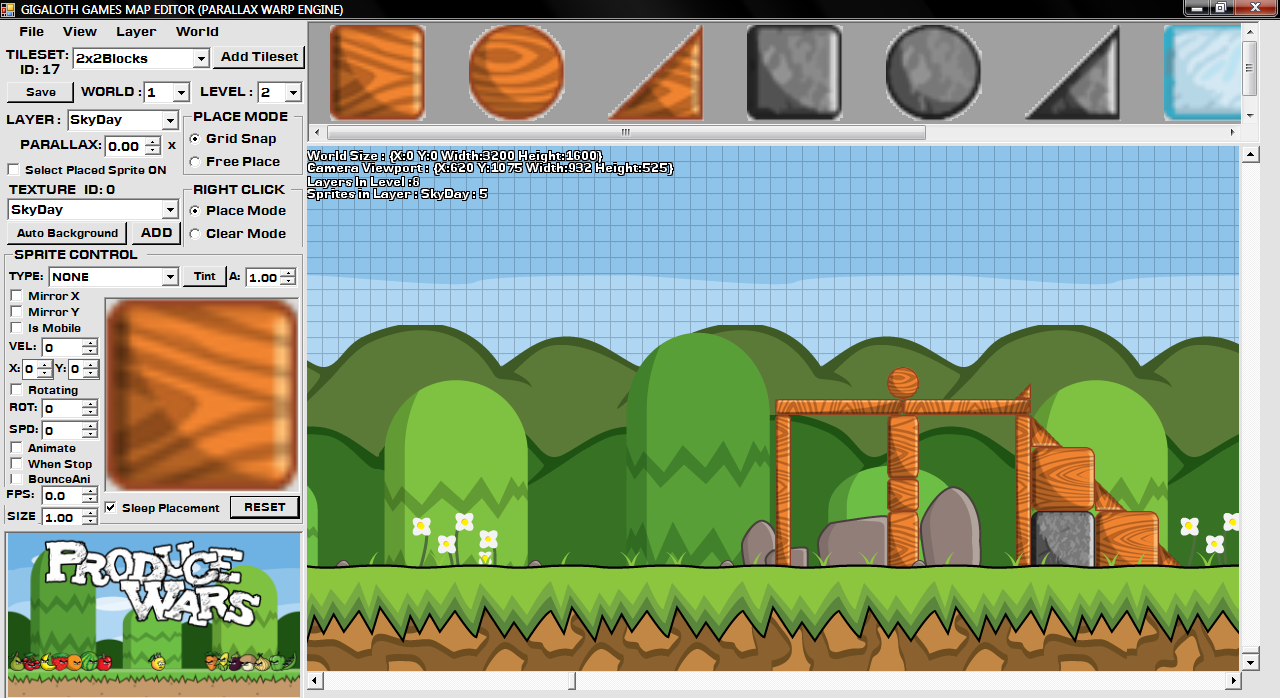 GIGALOTH GAMES MAP EDITOR (PARALLAX WARP ENGINE)
File View Layer World
TILESET: 2x2Blocks Add Tileset
ID: 17
Save WORLD : 1 LEVEL : 2
LAYER : SkyDay
PARALLAX: 0.00 x
Select Placed Sprite ON
PLACE MODE
Grid Snap
Free Place
TEXTURE ID: 0
SkyDay
Auto Background ADD
RIGHT CLICK
Place Mode
Clear Mode
SPRITE CONTROL
TYPE: NONE Tint A: 1.00
Mirror X
Mirror Y
Is Mobile
VEL: 0
X: 0 Y: 0
Rotating
ROT: 0
SPD: 0
Animate
When Stop
BounceAni
FPS: 0.0
SIZE 1.00
Sleep Placement RESET
PRODUCE
WARS
World Size : {X:0 Y:0 Width:3200 Height:1600}
Camera Viewport : {X:620 Y:1075 Width:932 Height:525}
Layers In Level :6
Sprites in Layer : SkyDay : 5